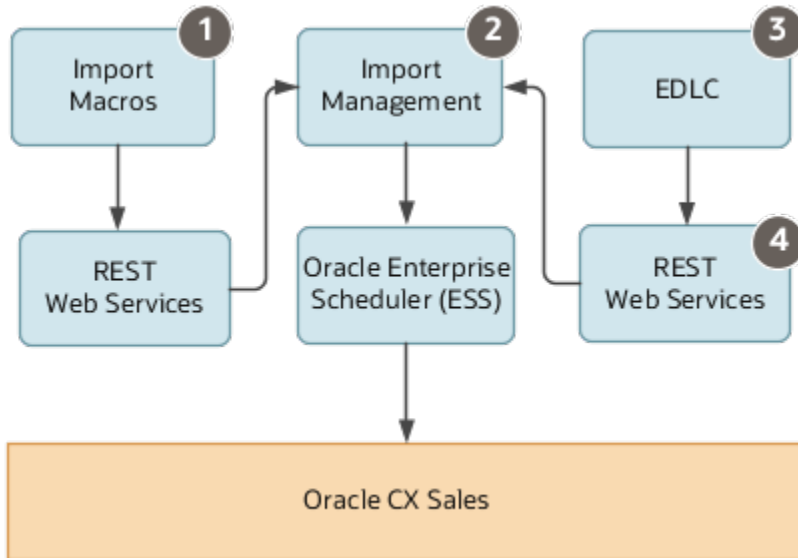 1
Import
Macros
2
Import
Management
3
EDLC
REST
Web Services
Oracle Enterprise
Scheduler (ESS)
4
REST
Web Services
Oracle CX Sales